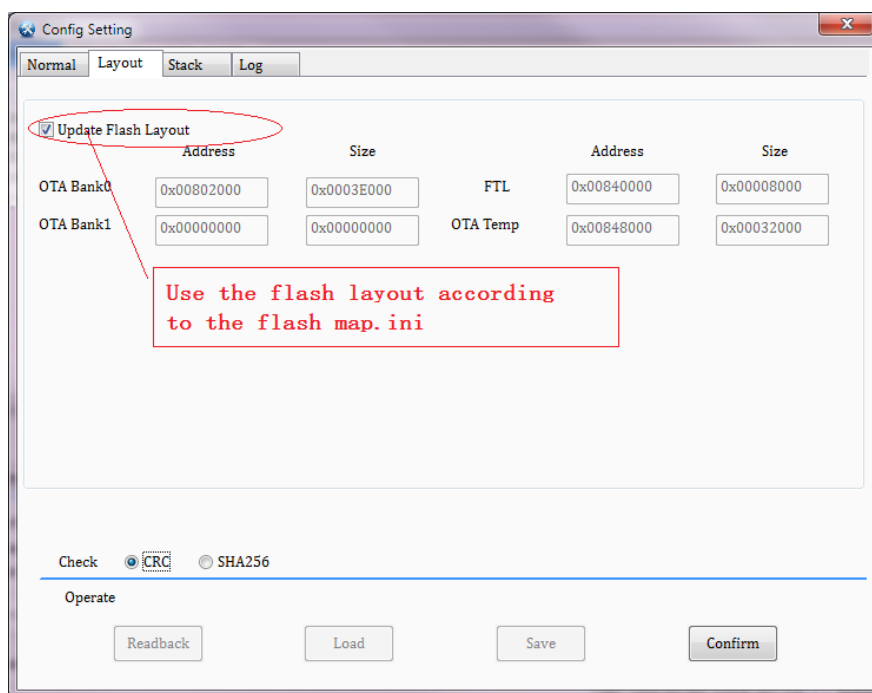 Config Setting
Normal Layout Stack Log
Update Flash Layout
Address Size Address Size
OTA Bank0 0x00802000 0x0003E000 FTL 0x00840000 0x00008000
OTA Bank1 0x00000000 0x00000000 OTA Temp 0x00848000 0x00032000
Use the flash layout according
to the flash map.ini
Check CRC SHA256
Operate
Readback Load Save Confirm